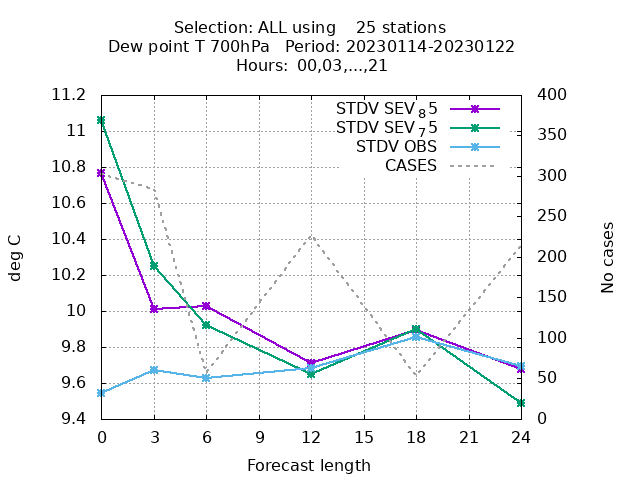 Selection: ALL using    25 stations
Dew point T 700hPa   Period: 20230114-20230122
Hours: 00,03,...,21
11.2
11
10.8
10.6
10.4
10.2
10
9.8
9.6
9.4
400
350
300
250
200
150
100
50
0
STDV SEV85
STDV SEV75
STDV OBS
CASES
deg C
No cases
0 3 6 9 12 15 18 21 24
Forecast length